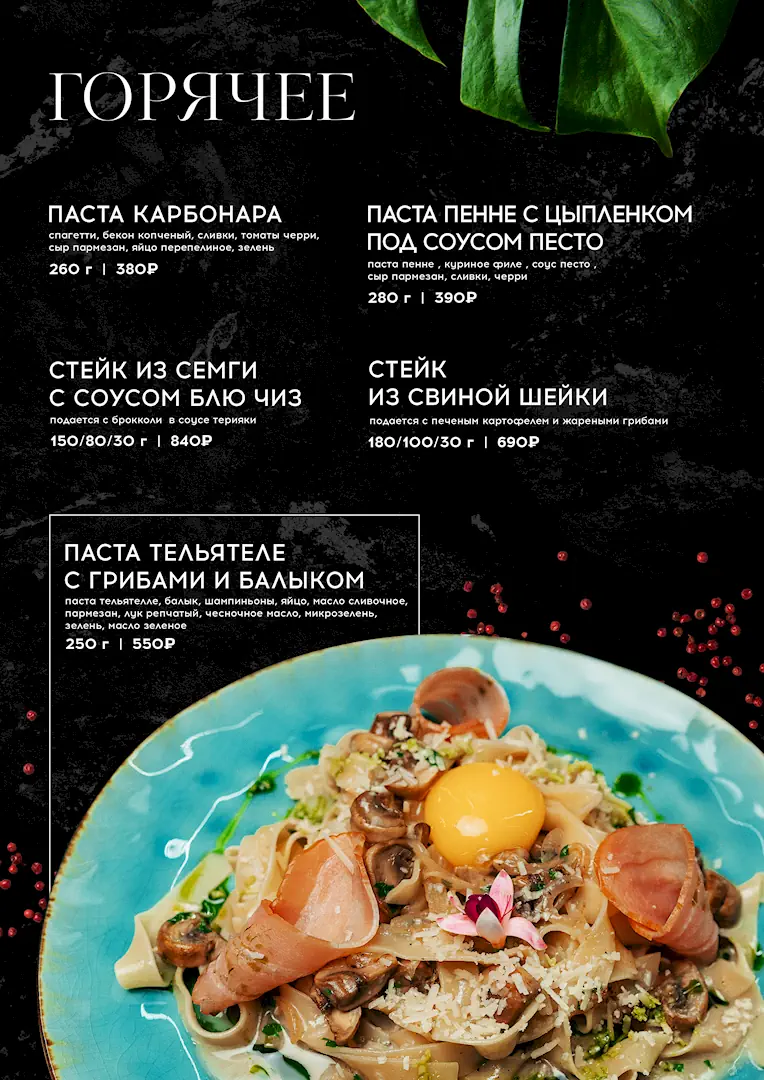 ГОРЯЧЕЕ
ПАСТА КАРБОНАРА
спагетти, бекон копченый, сливки, томаты черри,
сыр пармезан, яйцо перепелиное, зелень
260 г | 380₽
ПАСТА ПЕННЕ С ЦЫПЛЕНКОМ
ПОД СОУСОМ ПЕСТО
паста пенне , куриное филе , соус песто ,
сыр пармезан, сливки, черри
280 г | 390₽
СТЕЙК ИЗ СЕМГИ
С СОУСОМ БЛЮ ЧИЗ
подается с брокколи в соусе терияки
150/80/30 г | 840₽
СТЕЙК
ИЗ СВИНОЙ ШЕЙКИ
подается с печеным картофелем и жареными грибами
180/100/30 г | 690₽
ПАСТА ТЕЛЬЯТЕЛЕ
С ГРИБАМИ И БАЛЫКОМ
паста тельятелле, балык, шампиньоны, яйцо, масло сливочное,
пармезан, лук репчатый, чесночное масло, микрозелень,
зелень, масло зеленое
250 г | 550₽